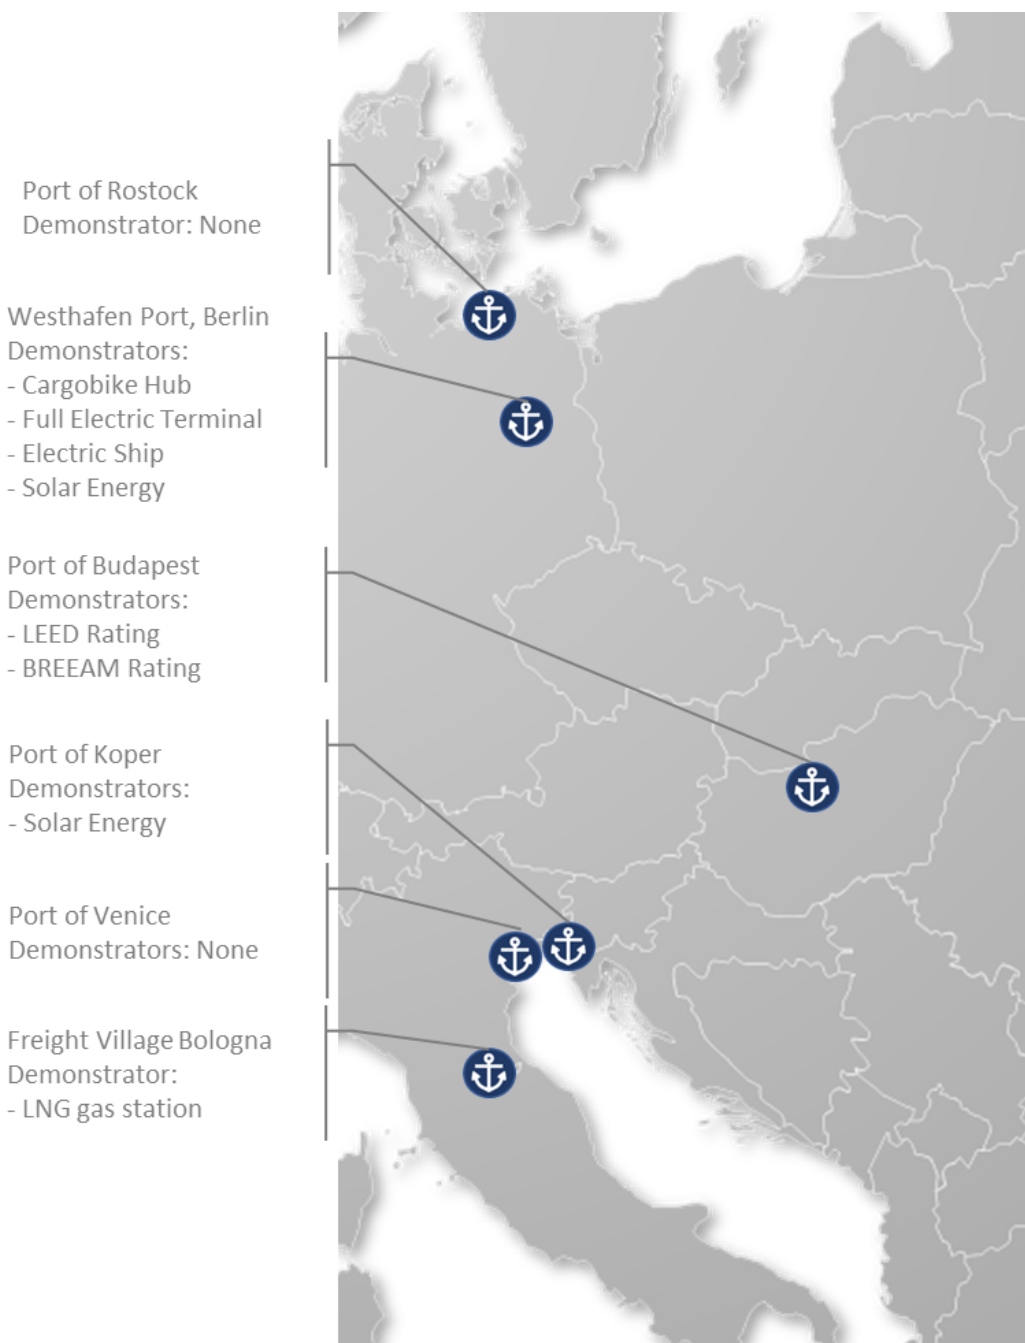 Port of Rostock
Demonstrator: None
Westhafen Port, Berlin
Demonstrators:
- Cargobike Hub
- Full Electric Terminal
- Electric Ship
- Solar Energy
Port of Budapest
Demonstrators:
- LEED Rating
- BREEAM Rating
Port of Koper
Demonstrators:
- Solar Energy
Port of Venice
Demonstrators: None
Freight Village Bologna
Demonstrator:
- LNG gas station